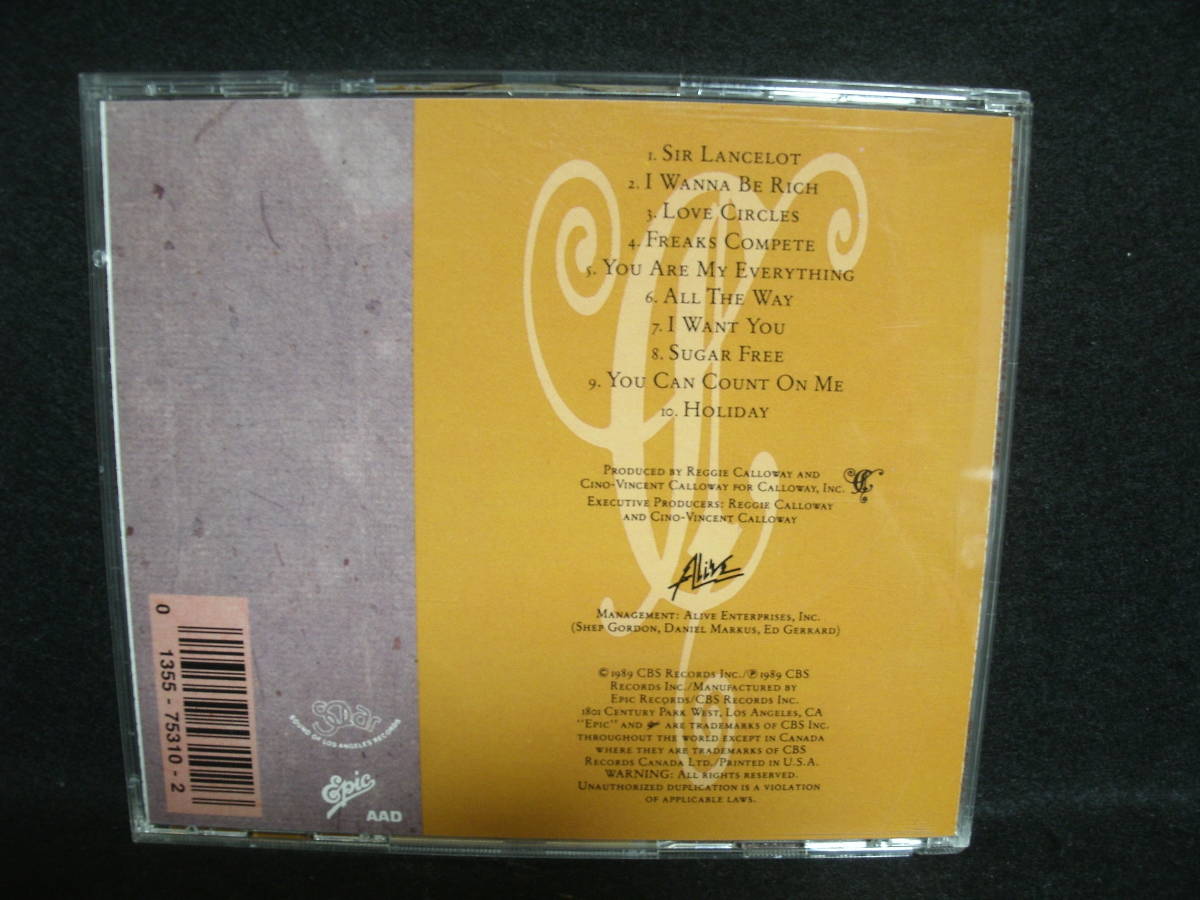 1. Sir Lancelot
2. I Wanna Be Rich
3. Love Circles
4. Freaks Compete
5. You Are My Everything
6. All The Way
7. I Want You
8. Sugar Free
9. You Can Count On Me
10. Holiday
Produced by Reggie Calloway and
Cino-Vincent Calloway for Calloway, Inc.
Executive Producers: Reggie Calloway
and Cino-Vincent Calloway
Alive
Management: Alive Enterprises, Inc.
(Shep Gordon, Daniel Markus, Ed Gerrard)
©1989 CBS Records Inc./℗1989 CBS
Records Inc./Manufactured by
Epic Records/CBS Records Inc.
1801 Century Park West, Los Angeles, CA
"Epic" and are trademarks of CBS Inc.
throughout the world except in Canada
where they are trademarks of CBS
Records Canada Ltd. Printed in U.S.A.
WARNING: All rights reserved.
Unauthorized duplication is a violation
of applicable laws.
0 1355-75310-2
Solar
SOUND OF LOS ANGELES RECORDS
Epic
AAD